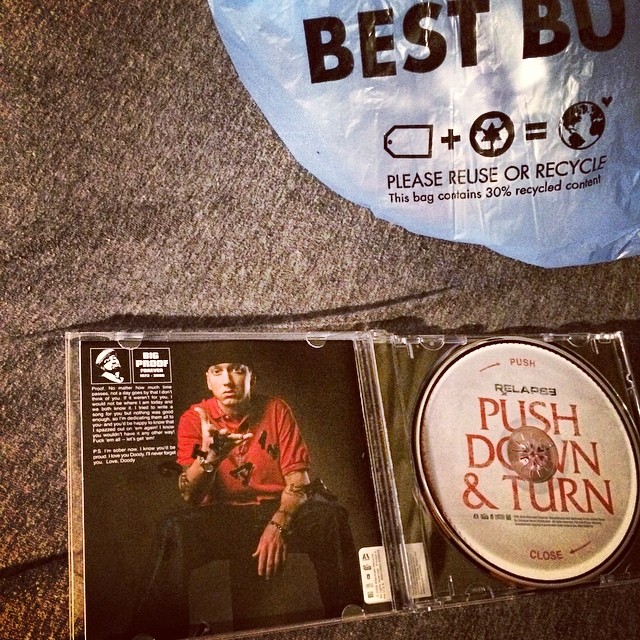 BEST BU
+ =
PLEASE REUSE OR RECYCLE
This bag contains 30% recycled content
BIG
PROOF
FOREVER
1973 - 2006
Proof. No matter how much time
passes, not a day goes by that I don't
think of you. If it weren't for you, I
would not be where I am today and
we both know it. I tried to write a
song for you but nothing was good
enough, so I'm dedicating them all to
you- and you'd be happy to know that
I spazzed out on 'em again! I know
you wouldn't have it any other way!
Fuck 'em all – let's get 'em!
P.S. I'm sober now. I know you'd be
proud. I love you Doody, I'll never forget
you. Love, Doody
PUSH
RELAPSE
PUSH
DOWN
& TURN
CLOSE